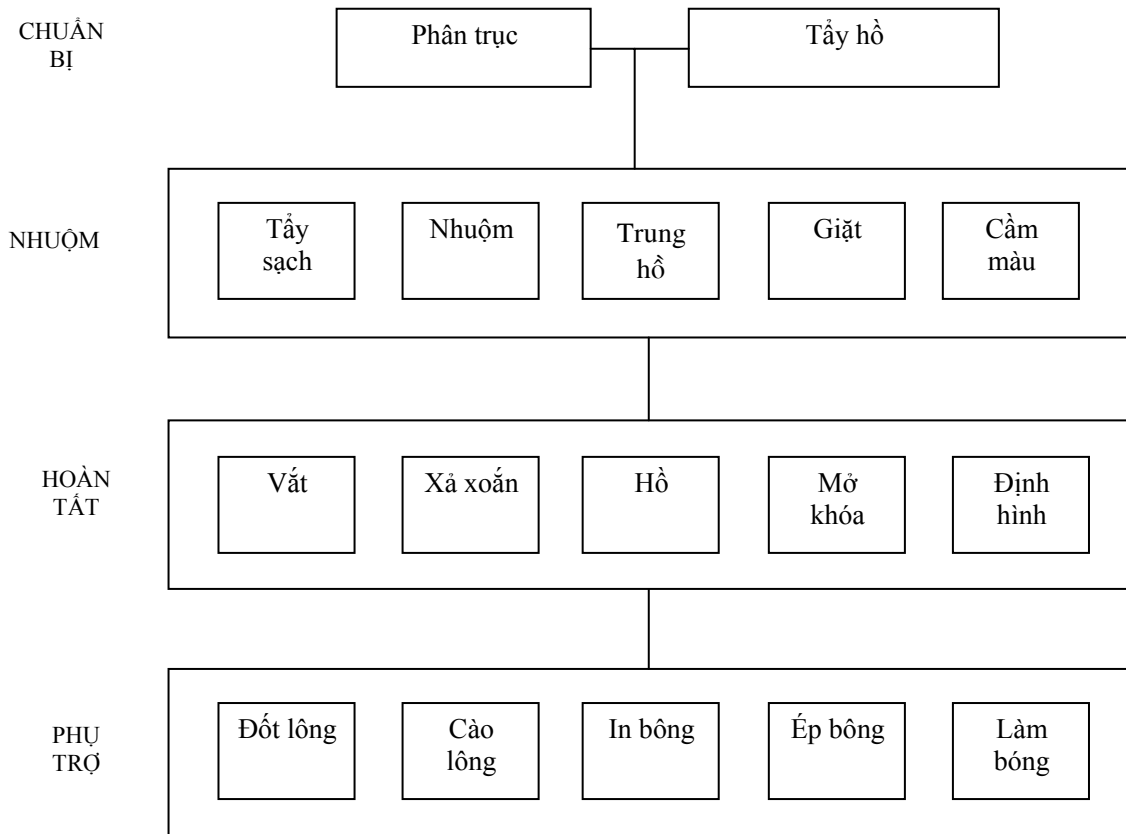 CHUẨN
BỊ
Phân trục
Tẩy hồ
NHUỘM
Tẩy
sạch
Nhuộm
Trung
hồ
Giặt
Cầm
màu
HOÀN
TẤT
Vắt
Xả xoắn
Hồ
Mở
khóa
Định
hình
PHỤ
TRỢ
Đốt lông
Cào
lông
In bông
Ép bông
Làm
bóng